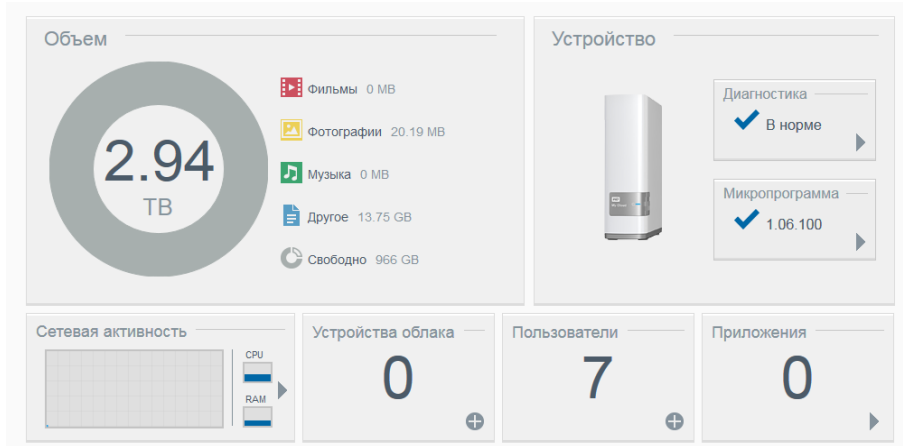 Объем
2.94
TB
Фильмы 0 MB
Фотографии 20.19 MB
Музыка 0 MB
Другое 13.75 GB
Свободно 966 GB
Устройство
Диагностика
В норме
Микропрограмма
1.06.100
WD
Сетевая активность
CPU
RAM
Устройства облака
0
Пользователи
7
Приложения
0